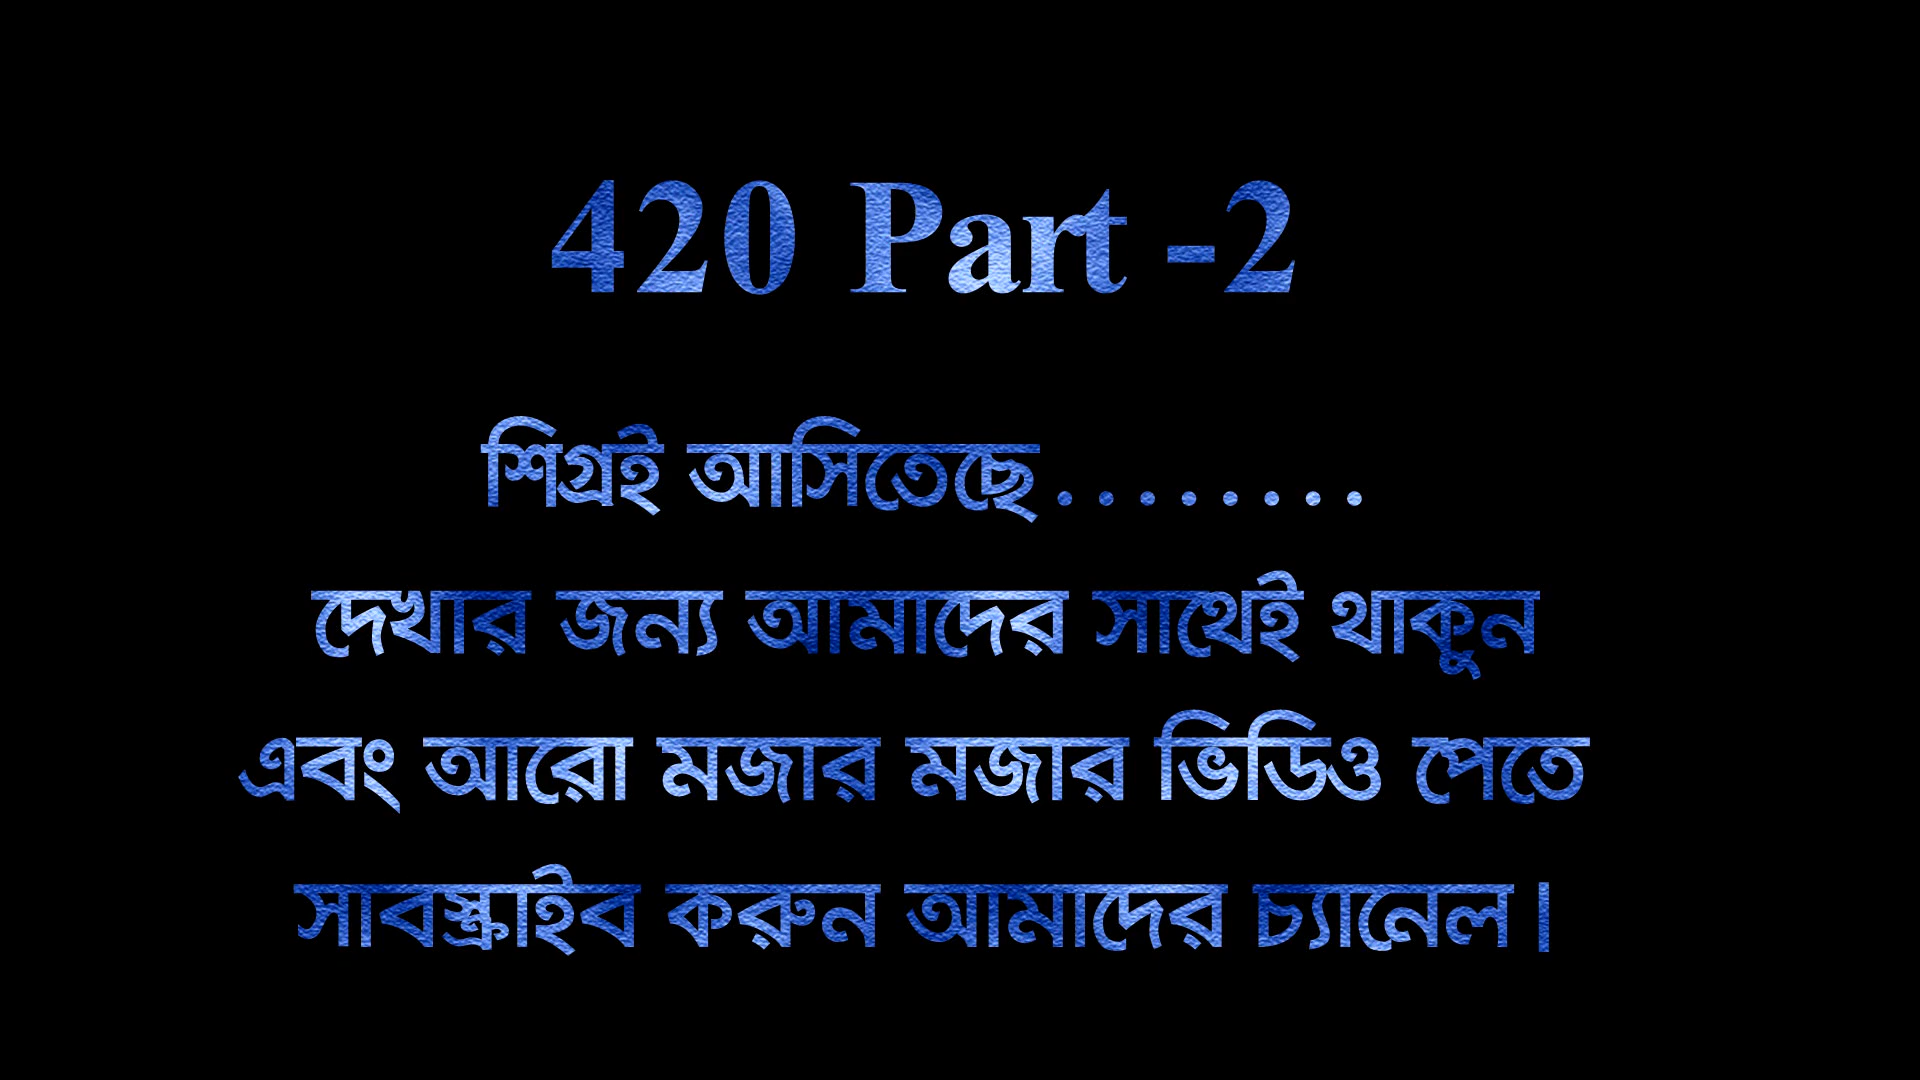 420 Part -2
শিগ্রই আসিতেছে . . . . . . . .
দেখার জন্য আমাদের সাথেই থাকুন
এবং আরো মজার মজার ভিডিও পেতে
সাবস্ক্রাইব করুন আমাদের চ্যানেল |